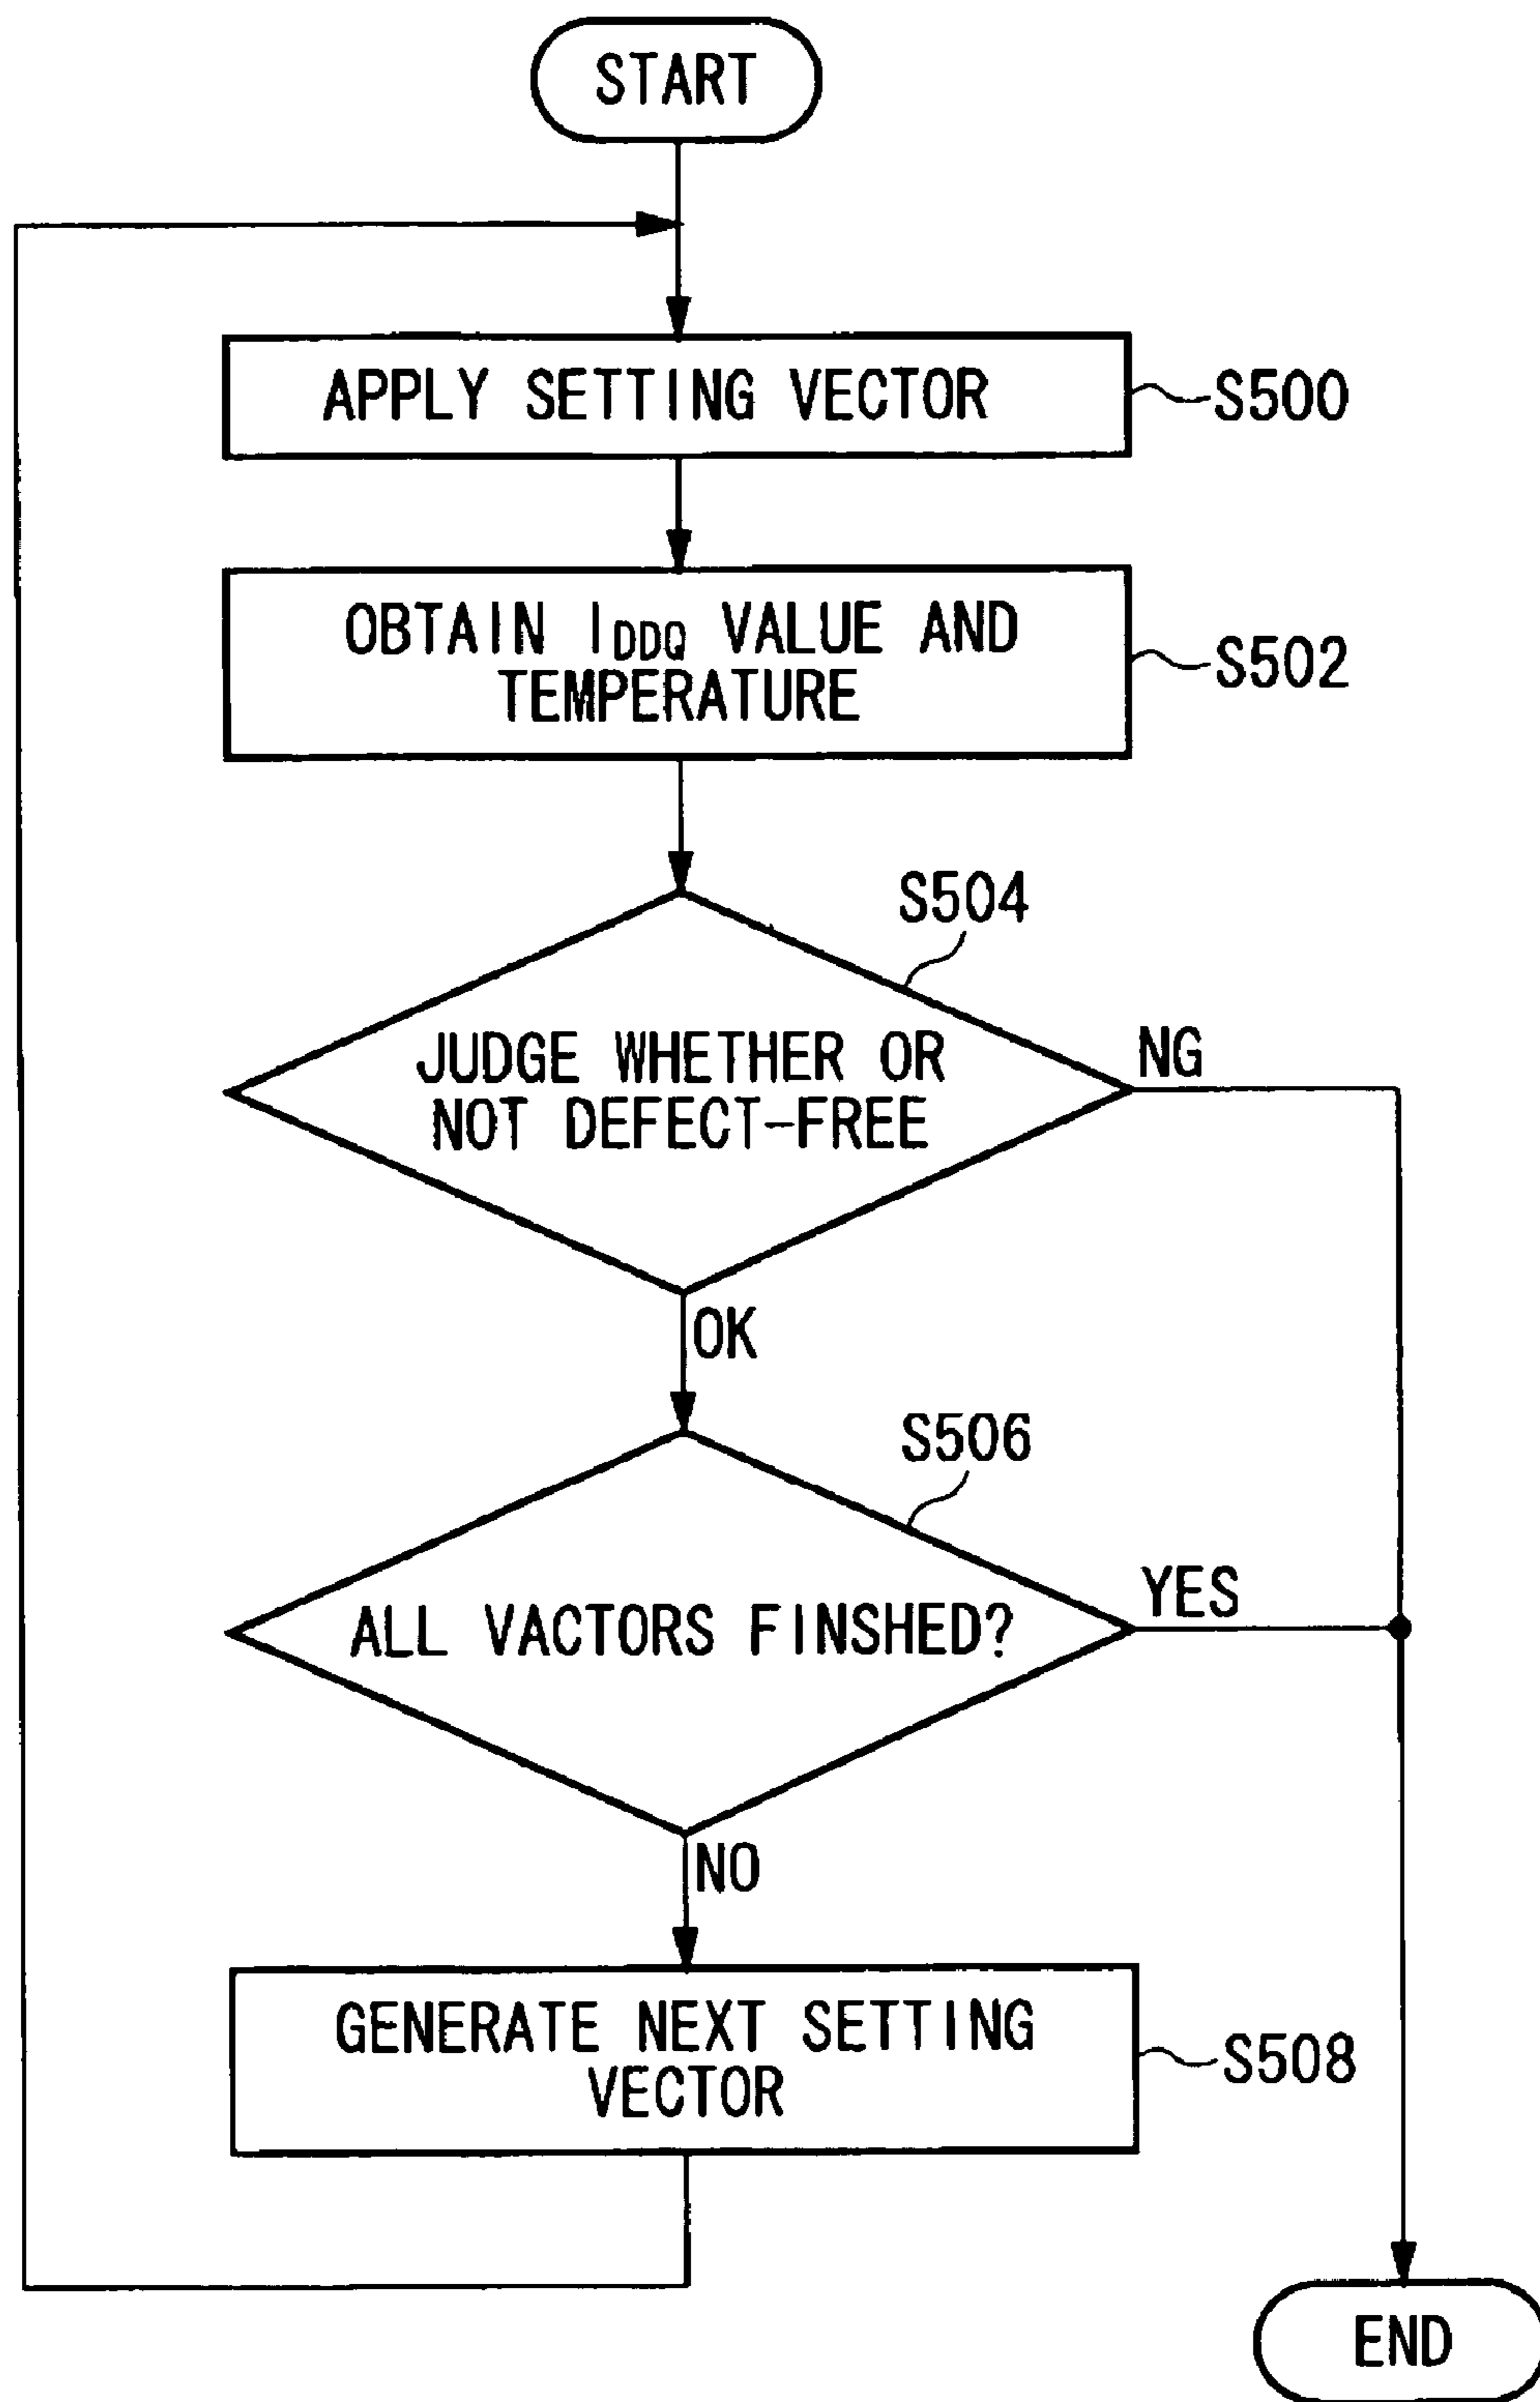 START
APPLY SETTING VECTOR
S500
OBTAIN IDDQ VALUE AND
TEMPERATURE
S502
S504
JUDGE WHETHER OR
NOT DEFECT-FREE
NG
OK
S506
ALL VACTORS FINSHED?
YES
NO
GENERATE NEXT SETTING
VECTOR
S508
END